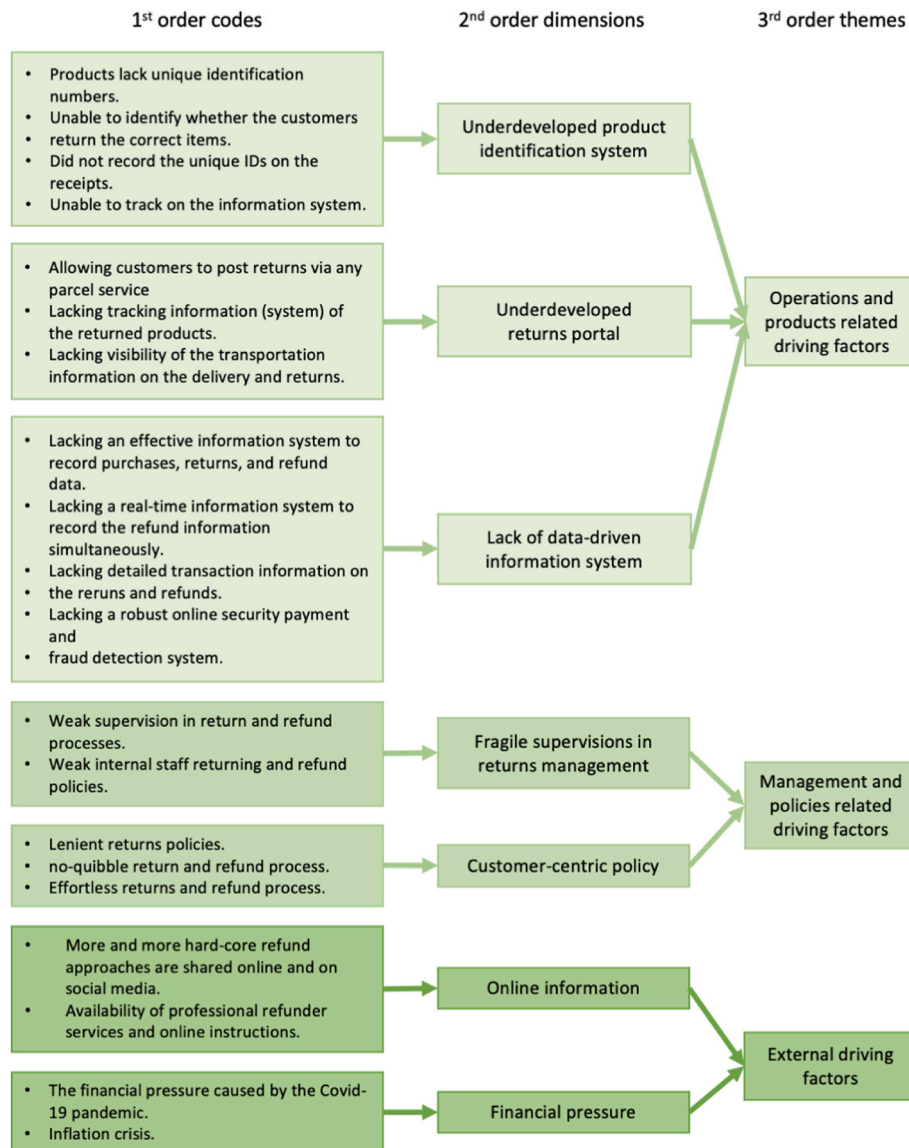 1st order codes
2nd order dimensions
3rd order themes
• Products lack unique identification
numbers.
• Unable to identify whether the customers
• return the correct items.
• Did not record the unique IDs on the
receipts.
• Unable to track on the information system.
Underdeveloped product
identification system
• Allowing customers to post returns via any
parcel service
• Lacking tracking information (system) of
the returned products.
• Lacking visibility of the transportation
information on the delivery and returns.
Underdeveloped
returns portal
Operations and
products related
driving factors
• Lacking an effective information system to
record purchases, returns, and refund
data.
• Lacking a real-time information system to
record the refund information
simultaneously.
• Lacking detailed transaction information on
• the reruns and refunds.
• Lacking a robust online security payment
and
• fraud detection system.
Lack of data-driven
information system
• Weak supervision in return and refund
processes.
• Weak internal staff returning and refund
policies.
Fragile supervisions in
returns management
Management and
policies related
driving factors
• Lenient returns policies.
• no-quibble return and refund process.
• Effortless returns and refund process.
Customer-centric policy
• More and more hard-core refund
approaches are shared online and on
social media.
• Availability of professional refunder
services and online instructions.
Online information
External driving
factors
• The financial pressure caused by the Covid-
19 pandemic.
• Inflation crisis.
Financial pressure